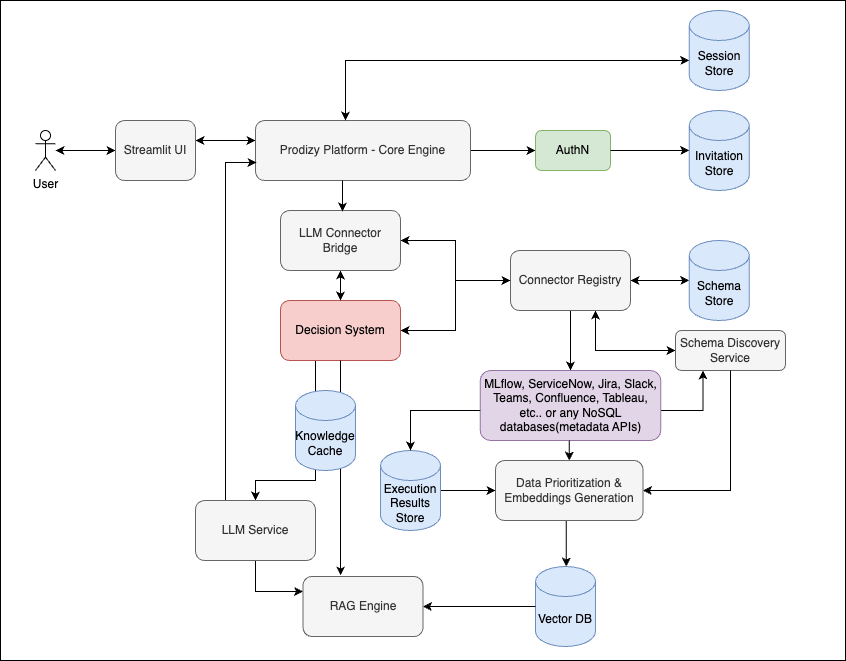 Session
Store
Streamlit UI
Prodizy Platform - Core Engine
AuthN
Invitation
Store
User
LLM Connector
Bridge
Connector Registry
Schema
Store
Decision System
Schema Discovery
Service
MLflow, ServiceNow, Jira, Slack,
Teams, Confluence, Tableau,
etc.. or any NoSQL
databases(metadata APIs)
Knowledge
Cache
Execution
Results
Store
Data Prioritization &
Embeddings Generation
LLM Service
RAG Engine
Vector DB